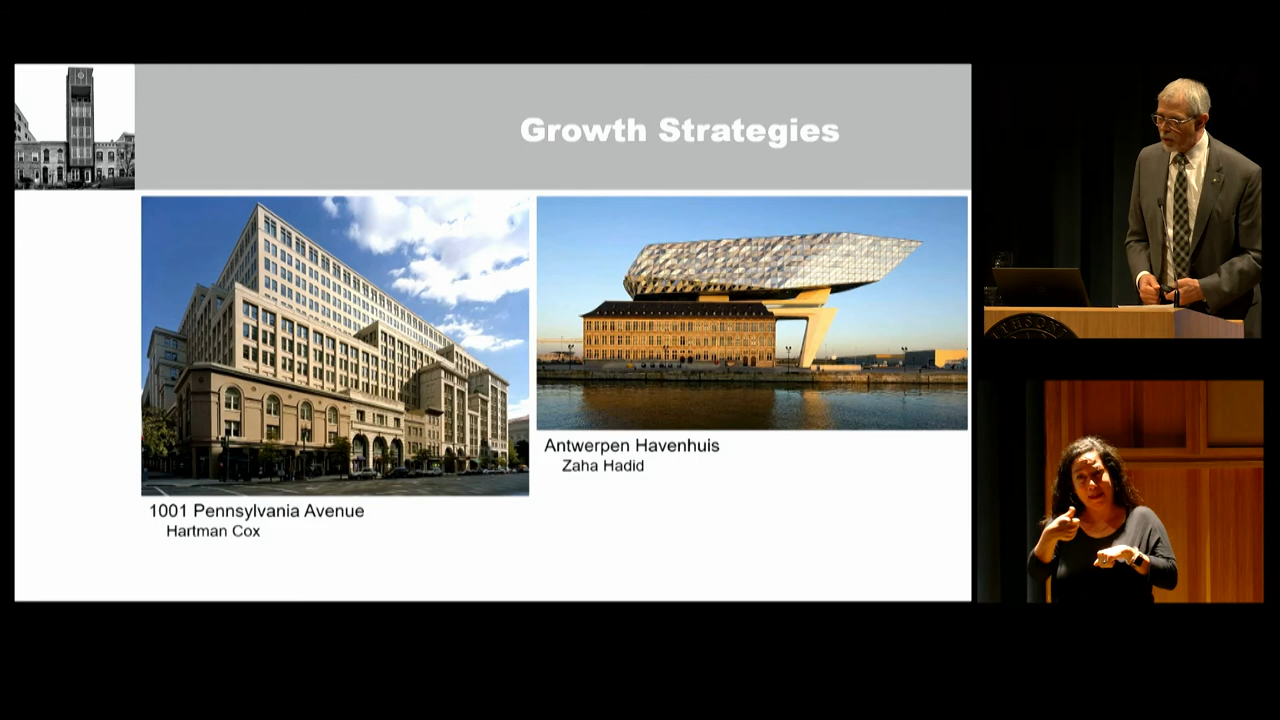 Growth Strategies
Antwerpen Havenhuis
Zaha Hadid
1001 Pennsylvania Avenue
Hartman Cox